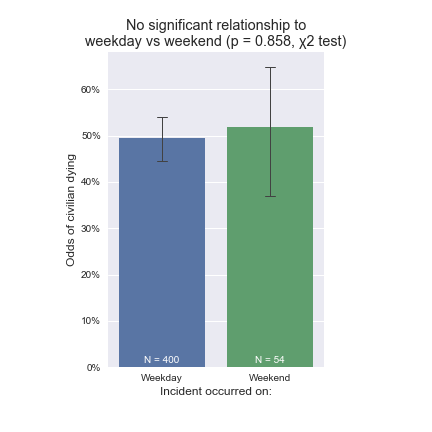 No significant relationship to
weekday vs weekend (p = 0.858, χ2 test)
60%
50%
40%
30%
20%
10%
0%
Odds of civilian dying
N = 400
N = 54
Weekday
Weekend
Incident occurred on: